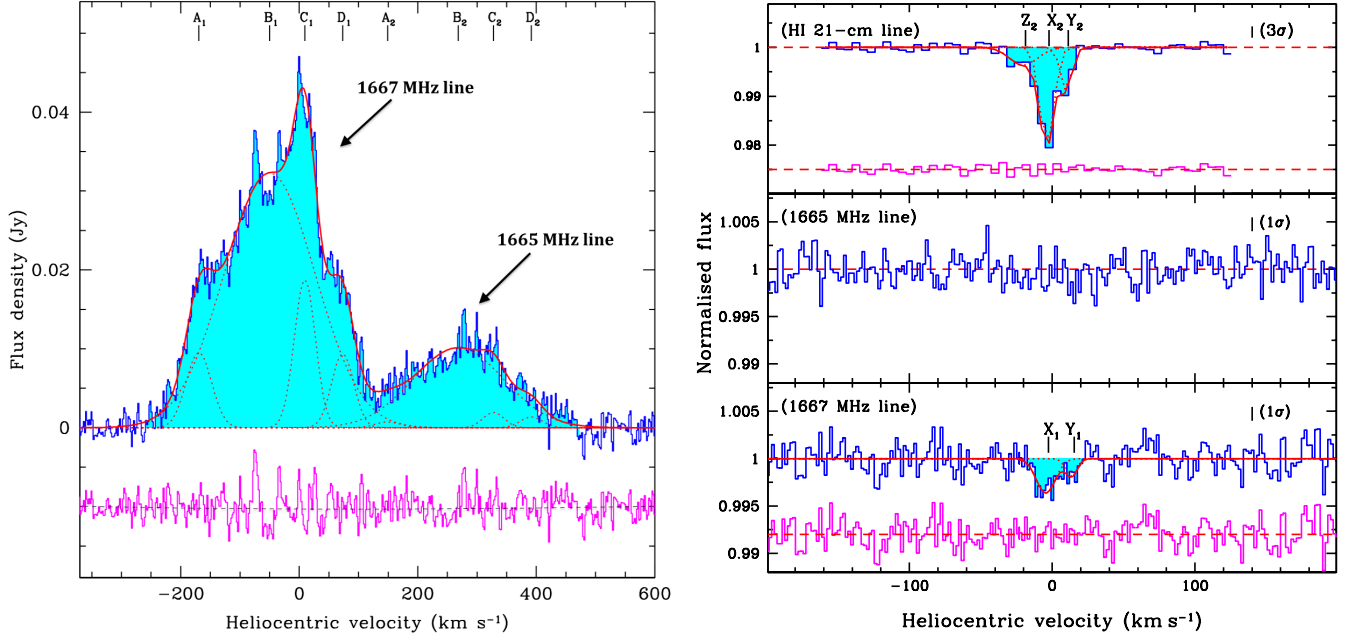 A₁ B₁ C₁ D₁ A₂ B₂ C₂ D₂
1667 MHz line
1665 MHz line
0.04
0.02
0
Flux density (Jy)
−200 0 200 400 600
Heliocentric velocity (km s⁻¹)
(HI 21-cm line) Z₂ X₂ Y₂ (3σ)
1
0.99
0.98
(1665 MHz line) (1σ)
1.005
1
0.995
0.99
Normalised flux
(1667 MHz line) (1σ)
X₁ Y₁
1.005
1
0.995
0.99
−100 0 100
Heliocentric velocity (km s⁻¹)